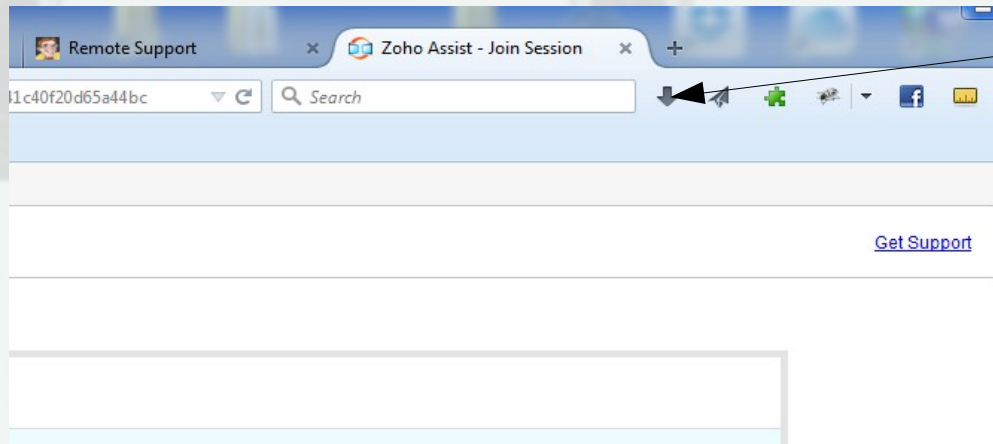 Remote Support
Zoho Assist - Join Session
1c40f20d65a44bc
Search
Get Support